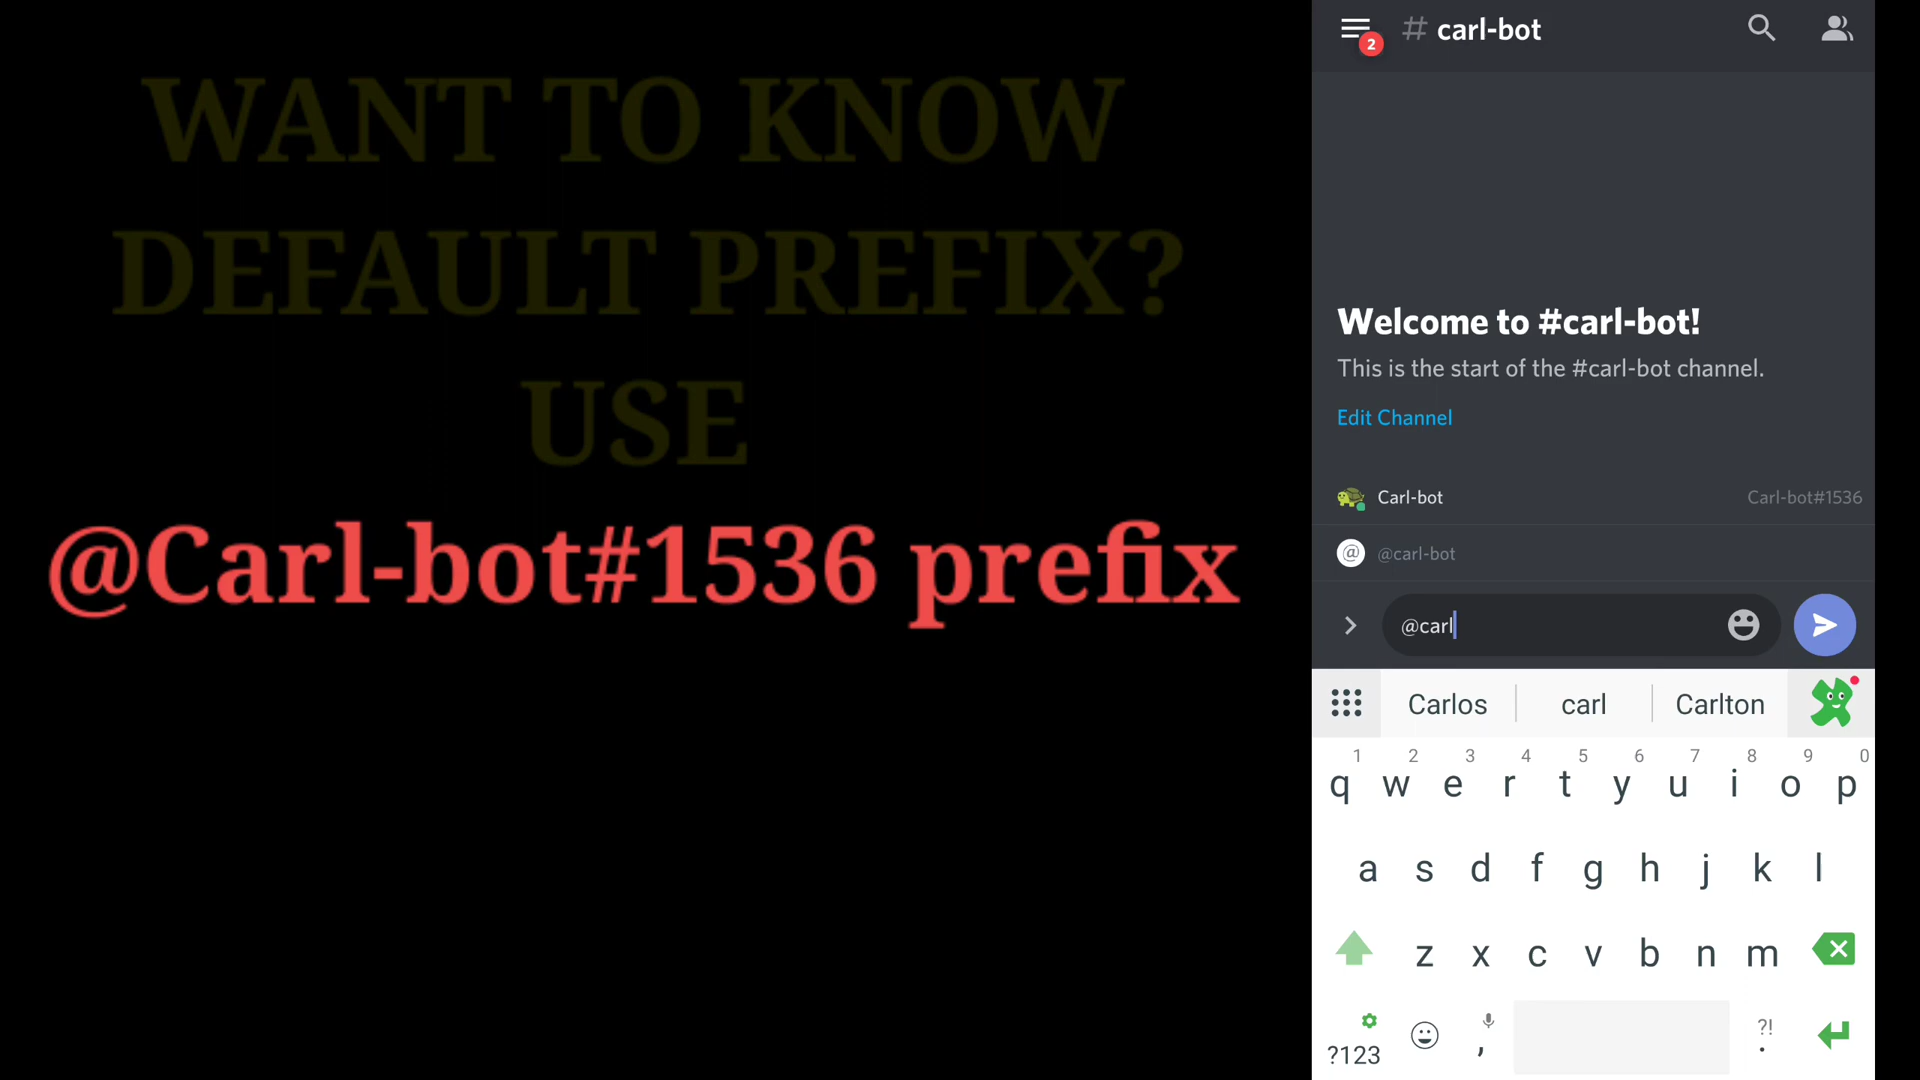 WANT TO KNOW
DEFAULT PREFIX?
USE
@Carl-bot#1536 prefix
2
# carl-bot
Welcome to #carl-bot!
This is the start of the #carl-bot channel.
Edit Channel
Carl-bot Carl-bot#1536
@ @carl-bot
@carl
Carlos carl Carlton
1 2 3 4 5 6 7 8 9 0
q w e r t y u i o p
a s d f g h j k l
z x c v b n m
?123 , ?! .